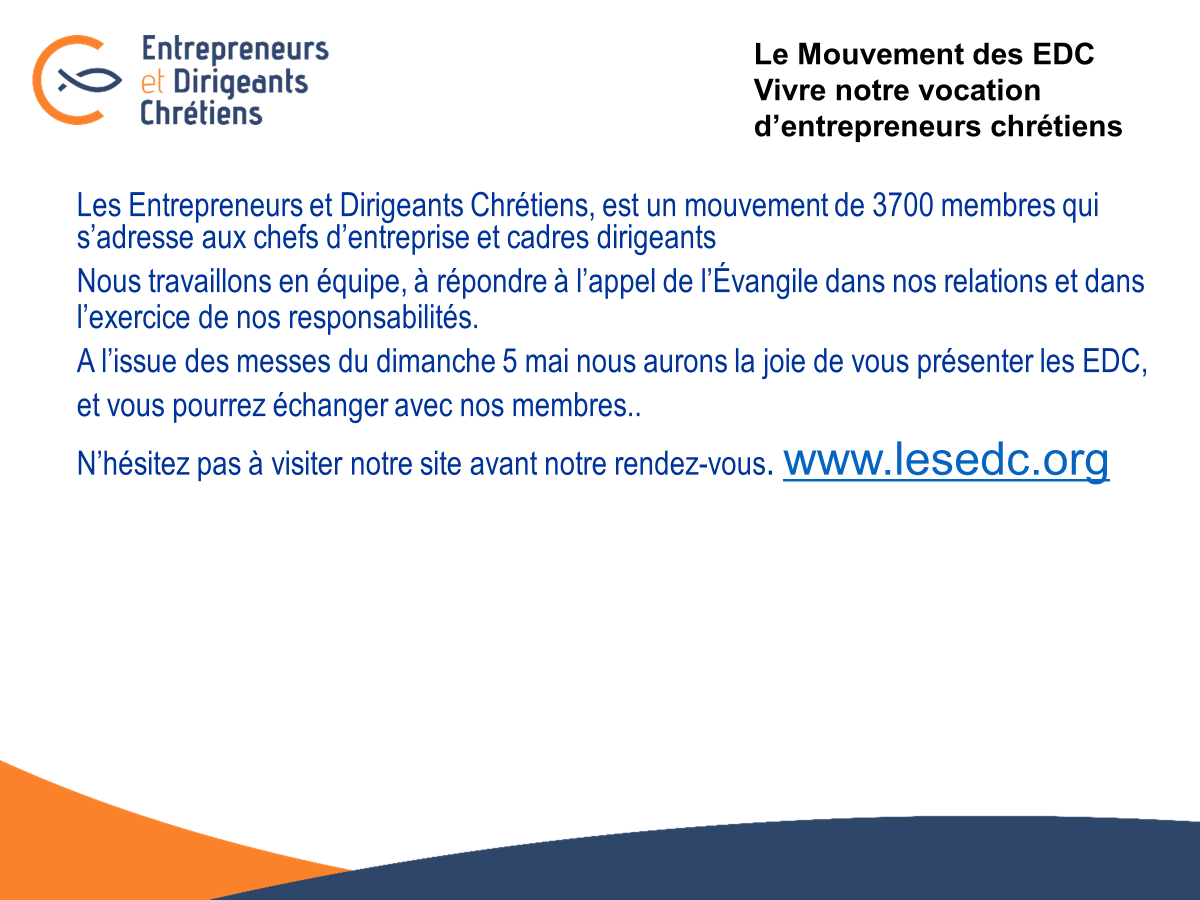 Entrepreneurs
et Dirigeants
Chrétiens
Le Mouvement des EDC
Vivre notre vocation
d’entrepreneurs chrétiens
Les Entrepreneurs et Dirigeants Chrétiens, est un mouvement de 3700 membres qui
s’adresse aux chefs d’entreprise et cadres dirigeants
Nous travaillons en équipe, à répondre à l’appel de l’Évangile dans nos relations et dans
l’exercice de nos responsabilités.
A l’issue des messes du dimanche 5 mai nous aurons la joie de vous présenter les EDC,
et vous pourrez échanger avec nos membres..
N’hésitez pas à visiter notre site avant notre rendez-vous. www.lesedc.org